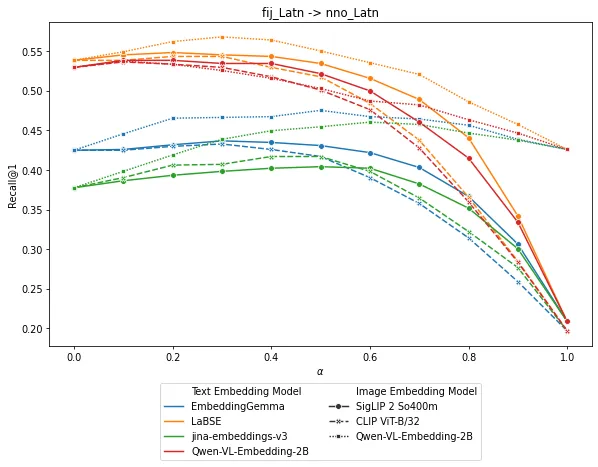 fij_Latn -> nno_Latn
Recall@1
0.55
0.50
0.45
0.40
0.35
0.30
0.25
0.20
0.0 0.2 0.4 0.6 0.8 1.0
α
Text Embedding Model
EmbeddingGemma
LaBSE
jina-embeddings-v3
Qwen-VL-Embedding-2B
Image Embedding Model
SigLIP 2 So400m
CLIP ViT-B/32
Qwen-VL-Embedding-2B